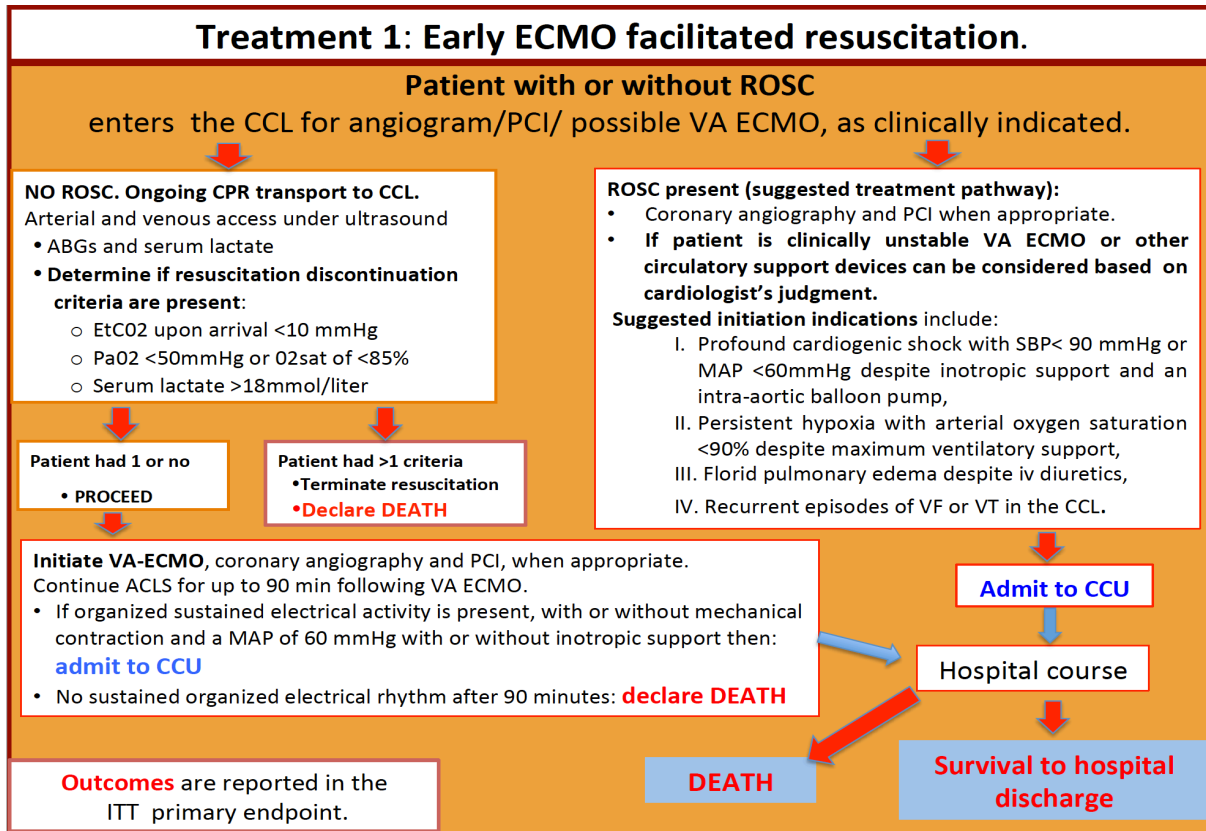 Treatment 1: Early ECMO facilitated resuscitation.
Patient with or without ROSC
enters the CCL for angiogram/PCI/ possible VA ECMO, as clinically indicated.
NO ROSC. Ongoing CPR transport to CCL.
Arterial and venous access under ultrasound
• ABGs and serum lactate
• Determine if resuscitation discontinuation
criteria are present:
o EtC02 upon arrival <10 mmHg
o Pa02 <50mmHg or 02sat of <85%
o Serum lactate >18mmol/liter
Patient had 1 or no
• PROCEED
Patient had >1 criteria
•Terminate resuscitation
•Declare DEATH
ROSC present (suggested treatment pathway):
• Coronary angiography and PCI when appropriate.
• If patient is clinically unstable VA ECMO or other
circulatory support devices can be considered based on
cardiologist's judgment.
Suggested initiation indications include:
I. Profound cardiogenic shock with SBP< 90 mmHg or
MAP <60mmHg despite inotropic support and an
intra-aortic balloon pump,
II. Persistent hypoxia with arterial oxygen saturation
<90% despite maximum ventilatory support,
III. Florid pulmonary edema despite iv diuretics,
IV. Recurrent episodes of VF or VT in the CCL.
Initiate VA-ECMO, coronary angiography and PCI, when appropriate.
Continue ACLS for up to 90 min following VA ECMO.
• If organized sustained electrical activity is present, with or without mechanical
contraction and a MAP of 60 mmHg with or without inotropic support then:
admit to CCU
• No sustained organized electrical rhythm after 90 minutes: declare DEATH
Admit to CCU
Hospital course
DEATH
Survival to hospital
discharge
Outcomes are reported in the
ITT primary endpoint.